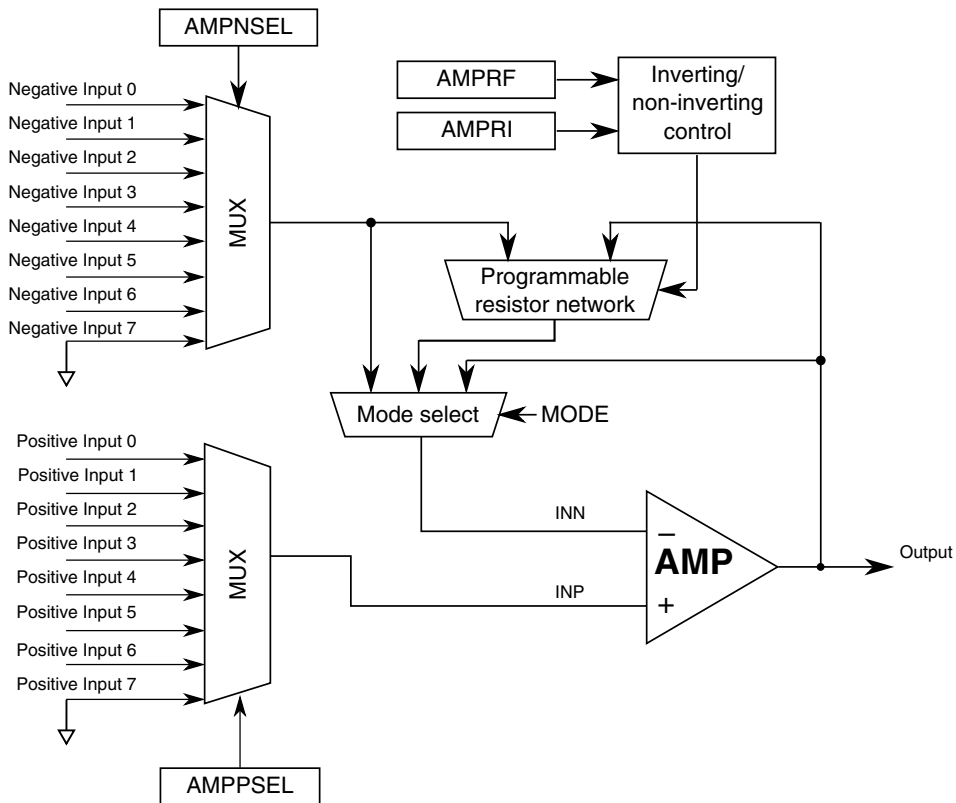 AMPNSEL
Negative Input 0
Negative Input 1
Negative Input 2
Negative Input 3
Negative Input 4
Negative Input 5
Negative Input 6
Negative Input 7
MUX
AMPRF
AMPRI
Inverting/
non-inverting
control
Programmable
resistor network
Mode select
MODE
Positive Input 0
Positive Input 1
Positive Input 2
Positive Input 3
Positive Input 4
Positive Input 5
Positive Input 6
Positive Input 7
MUX
INN
INP
−
AMP
+
Output
AMPPSEL